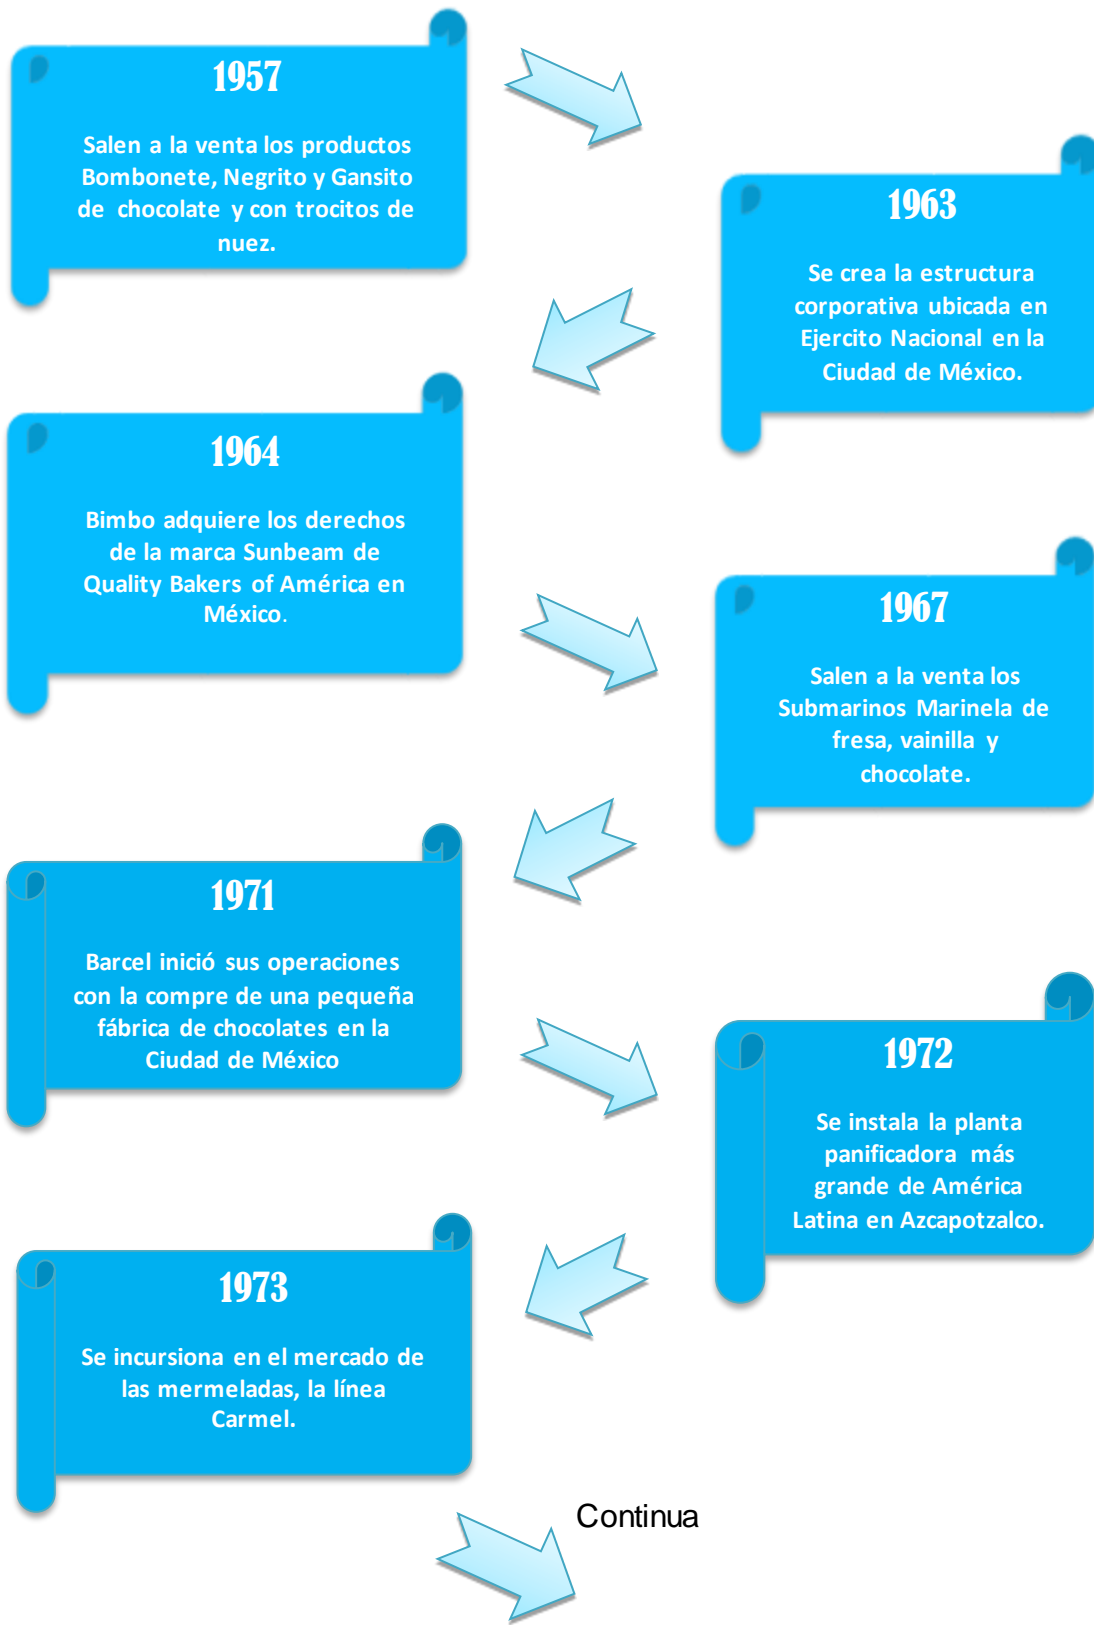 1957
Salen a la venta los productos
Bombonete, Negrito y Gansito
de chocolate y con trocitos de
nuez.
1963
Se crea la estructura
corporativa ubicada en
Ejercito Nacional en la
Ciudad de México.
1964
Bimbo adquiere los derechos
de la marca Sunbeam de
Quality Bakers of América en
México.
1967
Salen a la venta los
Submarinos Marinela de
fresa, vainilla y
chocolate.
1971
Barcel inició sus operaciones
con la compre de una pequeña
fábrica de chocolates en la
Ciudad de México
1972
Se instala la planta
panificadora más
grande de América
Latina en Azcapotzalco.
1973
Se incursiona en el mercado de
las mermeladas, la línea
Carmel.
Continua